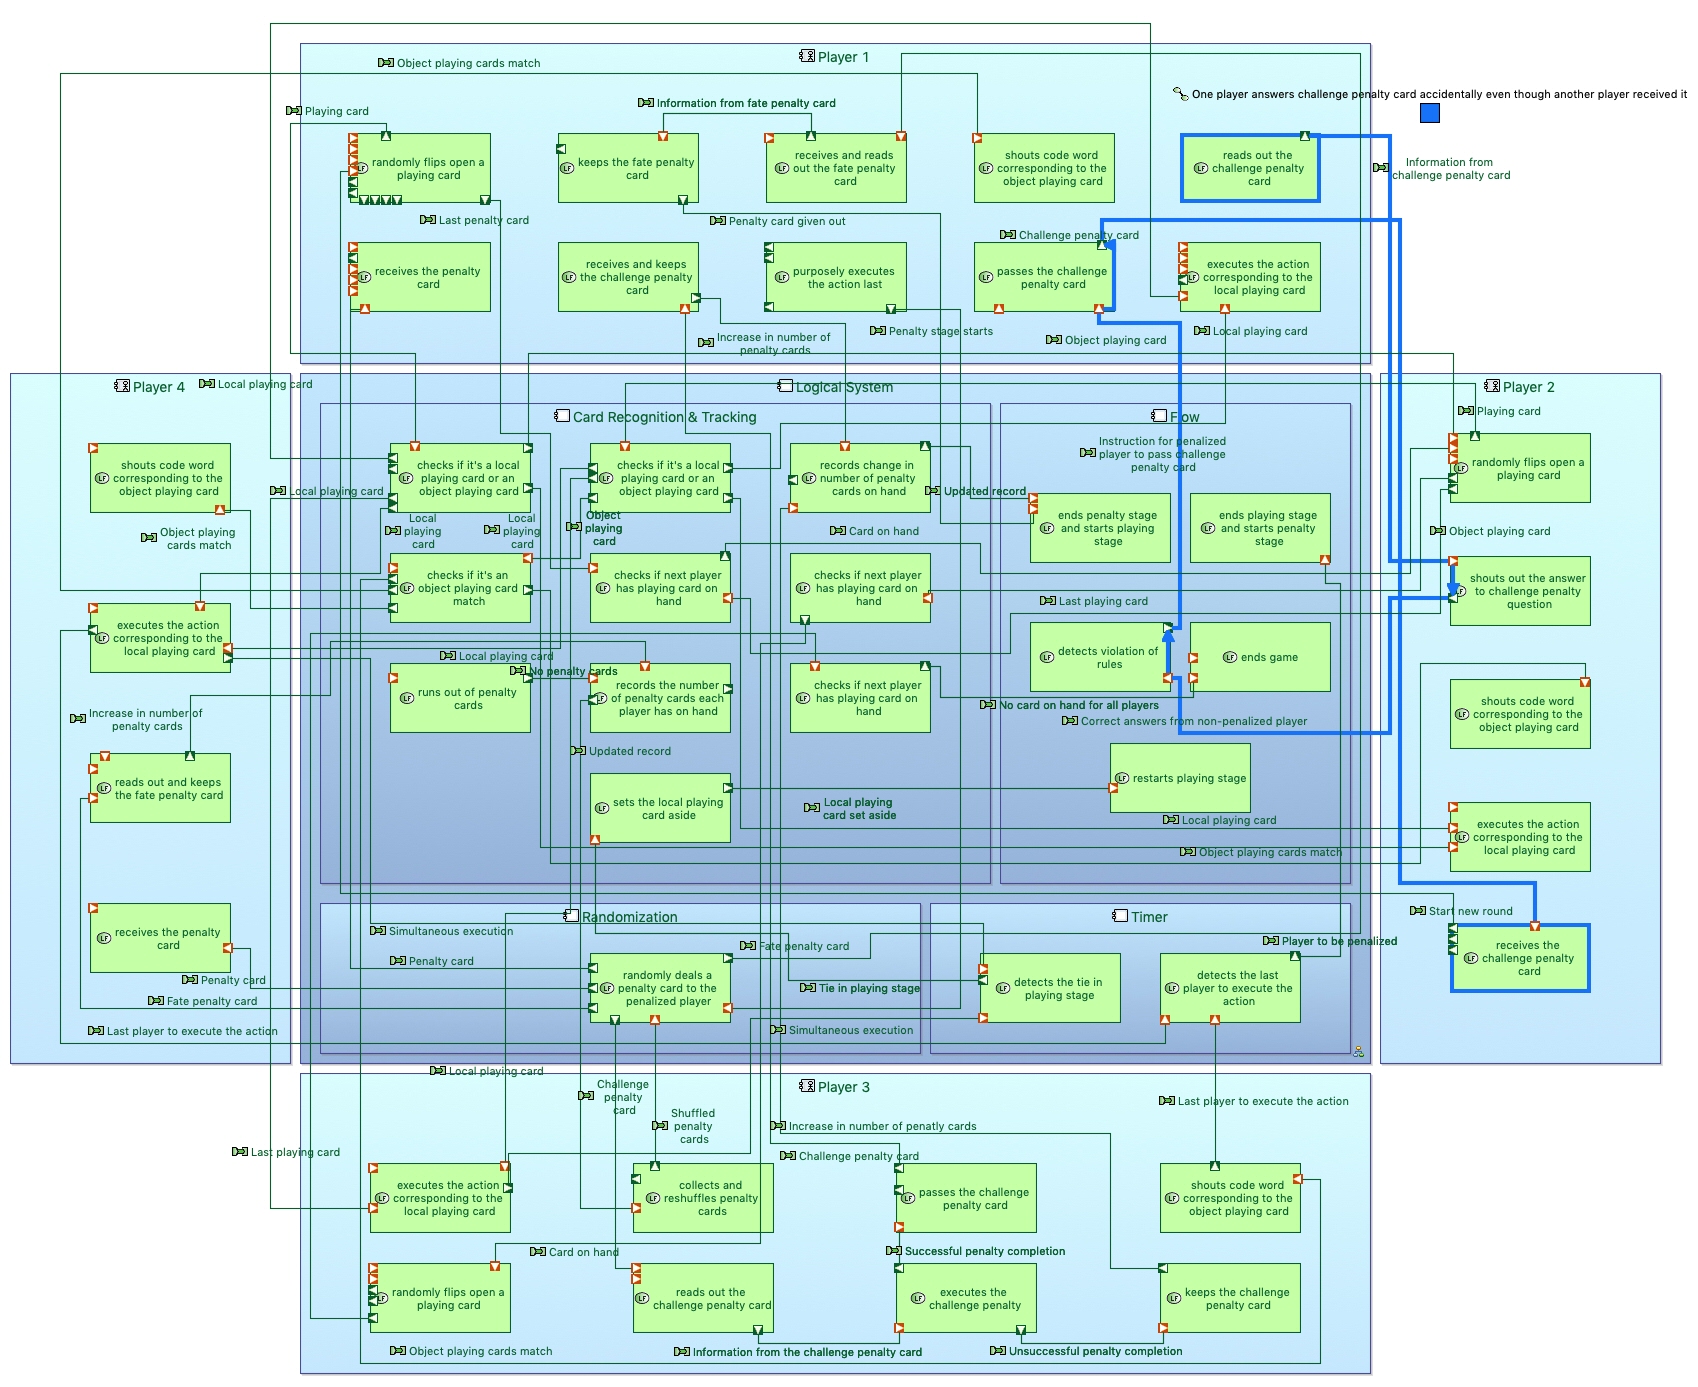 Player 1
Object playing cards match
One player answers challenge penalty card accidentally even though another player received it
Playing card
Information from fate penalty card
randomly flips open a
playing card
keeps the fate penalty
card
receives and reads
out the fate penalty
card
shouts code word
corresponding to the
object playing card
reads out the
challenge penalty
card
Information from
challenge penalty card
Last penalty card
Penalty card given out
Challenge penalty card
receives the penalty
card
receives and keeps
the challenge penalty
card
purposely executes
the action last
passes the challenge
penalty card
executes the action
corresponding to the
local playing card
Increase in number of
penalty cards
Penalty stage starts
Object playing card
Local playing card
Player 4
Local playing card
Logical System
Player 2
Card Recognition & Tracking
Flow
Playing card
shouts code word
corresponding to the
object playing card
checks if it's a local
playing card or an
object playing card
checks if it's a local
playing card or an
object playing card
records change in
number of penalty
cards on hand
Instruction for penalized
player to pass challenge
penalty card
randomly flips open a
playing card
Local playing card
Updated record
Object playing
cards match
Local
playing
card
Local
playing
card
Object
playing
card
Card on hand
ends penalty stage
and starts playing
stage
ends playing stage
and starts penalty
stage
Object playing card
checks if it's an
object playing card
match
checks if next player
has playing card on
hand
checks if next player
has playing card on
hand
shouts out the answer
to challenge penalty
question
executes the action
corresponding to the
local playing card
Last playing card
Local playing card
No penalty cards
detects violation of
rules
ends game
runs out of penalty
cards
records the number
of penalty cards each
player has on hand
checks if next player
has playing card on
hand
No card on hand for all players
Correct answers from non-penalized player
shouts code word
corresponding to the
object playing card
Increase in number of
penalty cards
Updated record
reads out and keeps
the fate penalty card
sets the local playing
card aside
Local playing
card set aside
restarts playing stage
Local playing card
executes the action
corresponding to the
local playing card
Object playing cards match
Randomization
Timer
Start new round
receives the penalty
card
Simultaneous execution
Fate penalty card
Player to be penalized
receives the
challenge penalty
card
Penalty card
randomly deals a
penalty card to the
penalized player
detects the tie in
playing stage
detects the last
player to execute the
action
Penalty card
Tie in playing stage
Fate penalty card
Last player to execute the action
Simultaneous execution
Local playing card
Player 3
Challenge
penalty
card
Shuffled
penalty
cards
Last player to execute the action
Increase in number of penatly cards
Last playing card
Challenge penalty card
executes the action
corresponding to the
local playing card
collects and
reshuffles penalty
cards
passes the challenge
penalty card
shouts code word
corresponding to the
object playing card
Card on hand
Successful penalty completion
randomly flips open a
playing card
reads out the
challenge penalty card
executes the
challenge penalty
keeps the challenge
penalty card
Object playing cards match
Information from the challenge penalty card
Unsuccessful penalty completion